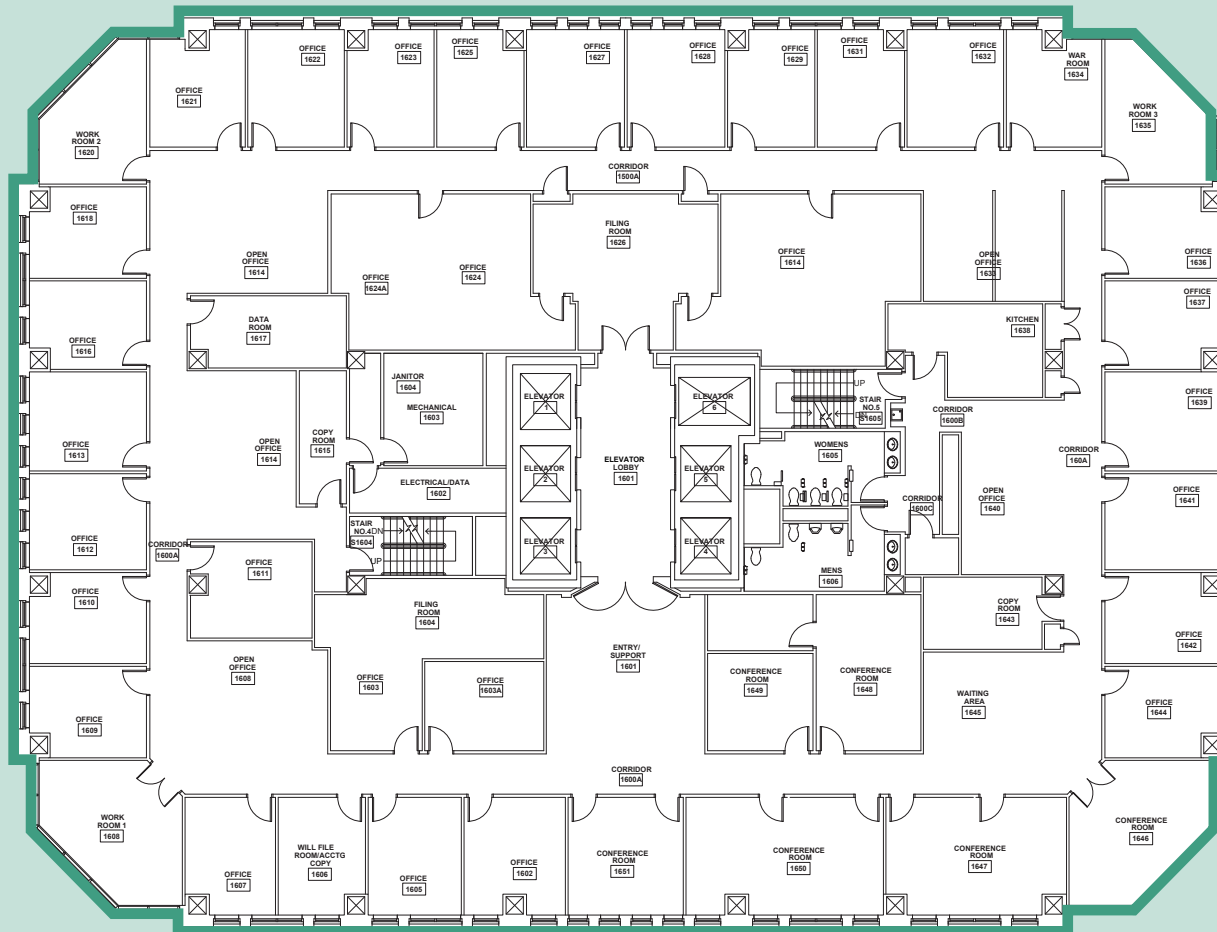 OFFICE
1621
OFFICE
1622
OFFICE
1623
OFFICE
1625
OFFICE
1627
OFFICE
1628
OFFICE
1629
OFFICE
1631
OFFICE
1632
WAR
ROOM
1634
WORK
ROOM 2
1620
WORK
ROOM 3
1635
CORRIDOR
1500A
OFFICE
1618
OPEN
OFFICE
1614
OFFICE
1624A
OFFICE
1624
FILING
ROOM
1626
OFFICE
1614
OPEN
OFFICE
1633
OFFICE
1636
OFFICE
1637
DATA
ROOM
1617
KITCHEN
1638
OFFICE
1616
JANITOR
1604
MECHANICAL
1603
ELEVATOR
1
ELEVATOR
6
UP
STAIR
NO.5
DN
S1605
CORRIDOR
1600B
OFFICE
1639
OFFICE
1613
OPEN
OFFICE
1614
COPY
ROOM
1615
ELEVATOR
2
ELEVATOR
LOBBY
1601
ELEVATOR
5
WOMENS
1605
CORRIDOR
160A
ELECTRICAL/DATA
1602
CORRIDOR
1600C
OPEN
OFFICE
1640
OFFICE
1641
OFFICE
1612
CORRIDOR
1600A
STAIR
NO.4
DN
S1604
UP
ELEVATOR
3
ELEVATOR
4
MENS
1606
OFFICE
1611
OFFICE
1610
FILING
ROOM
1604
COPY
ROOM
1643
OFFICE
1642
OPEN
OFFICE
1608
OFFICE
1603
OFFICE
1603A
ENTRY/
SUPPORT
1601
CONFERENCE
ROOM
1649
CONFERENCE
ROOM
1648
WAITING
AREA
1645
OFFICE
1644
OFFICE
1609
CORRIDOR
1600A
WORK
ROOM 1
1608
OFFICE
1607
WILL FILE
ROOM/ACCTG
COPY
1606
OFFICE
1605
OFFICE
1602
CONFERENCE
ROOM
1651
CONFERENCE
ROOM
1650
CONFERENCE
ROOM
1647
CONFERENCE
ROOM
1646